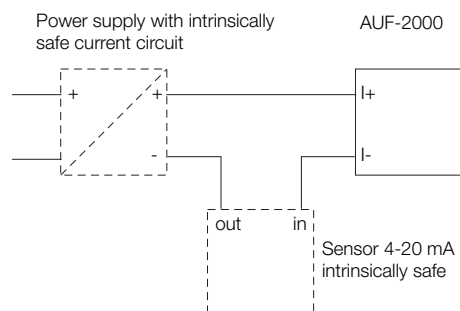 Power supply with intrinsically
safe current circuit
AUF-2000
+ + I+
- I-
out in
Sensor 4-20 mA
intrinsically safe